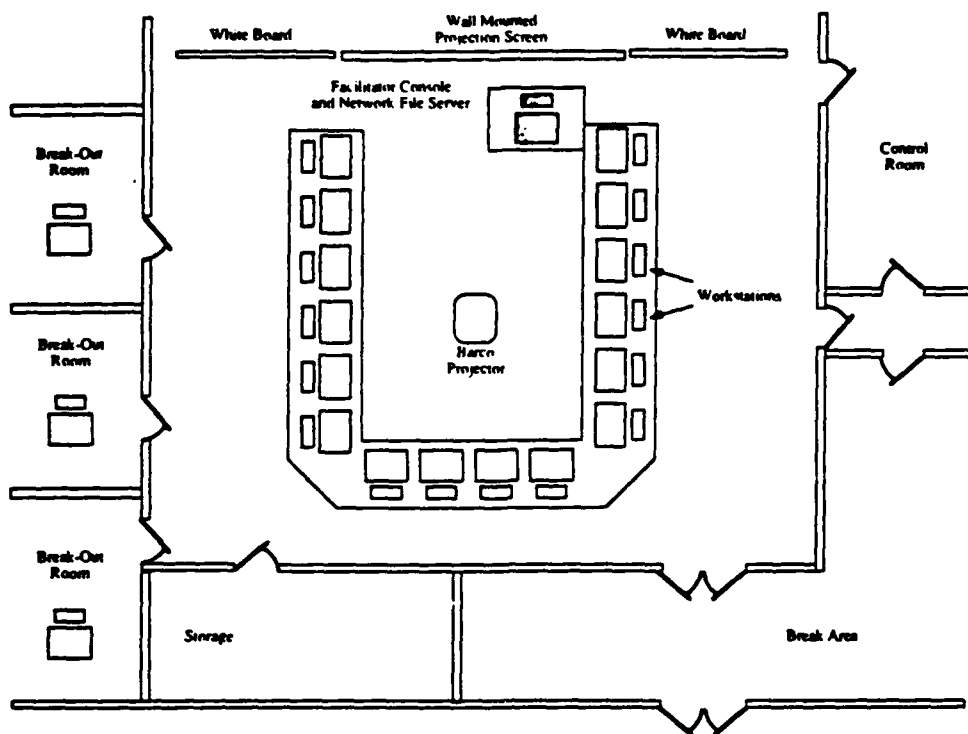 White Board
Wall Mounted
Projection Screen
White Board
Facilitator Console
and Network File Server
Break-Out
Room
Control
Room
Workstations
Break-Out
Room
Barco
Projector
Break-Out
Room
Storage
Break Area